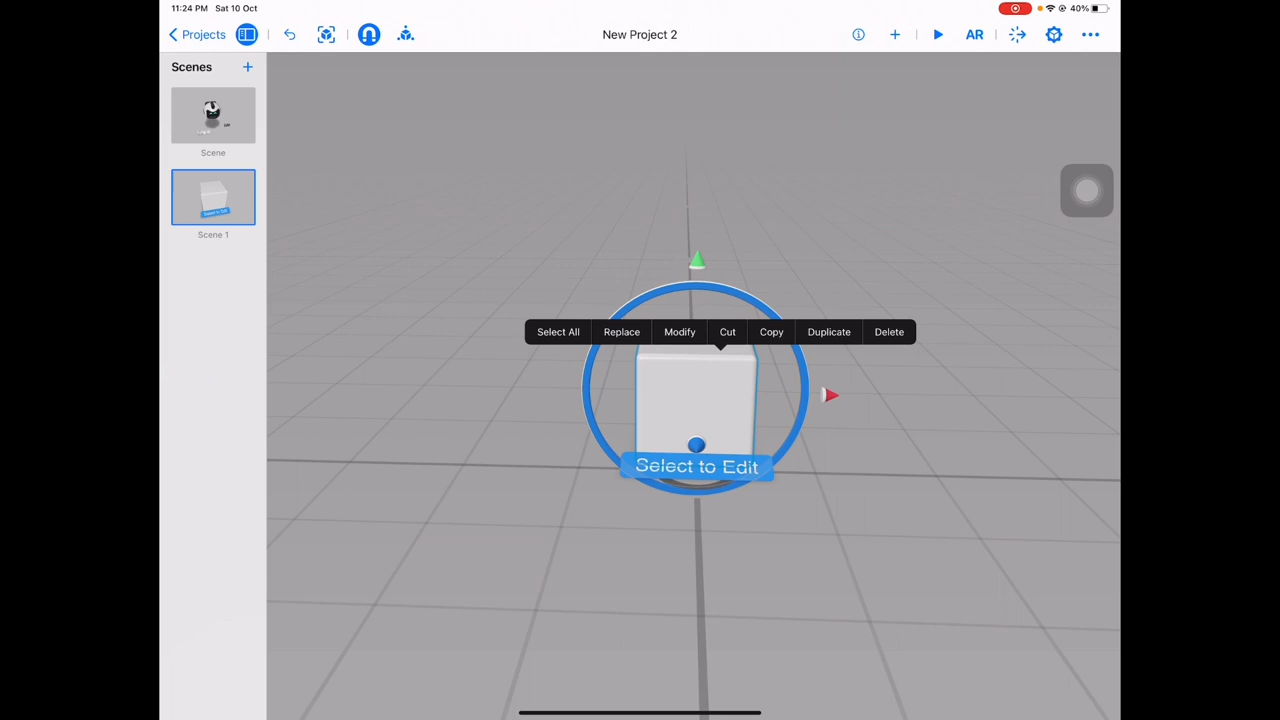 11:24 PM Sat 10 Oct
40%
Projects
New Project 2
AR
Scenes
Scene
Scene 1
Select All Replace Modify Cut Copy Duplicate Delete
Select to Edit